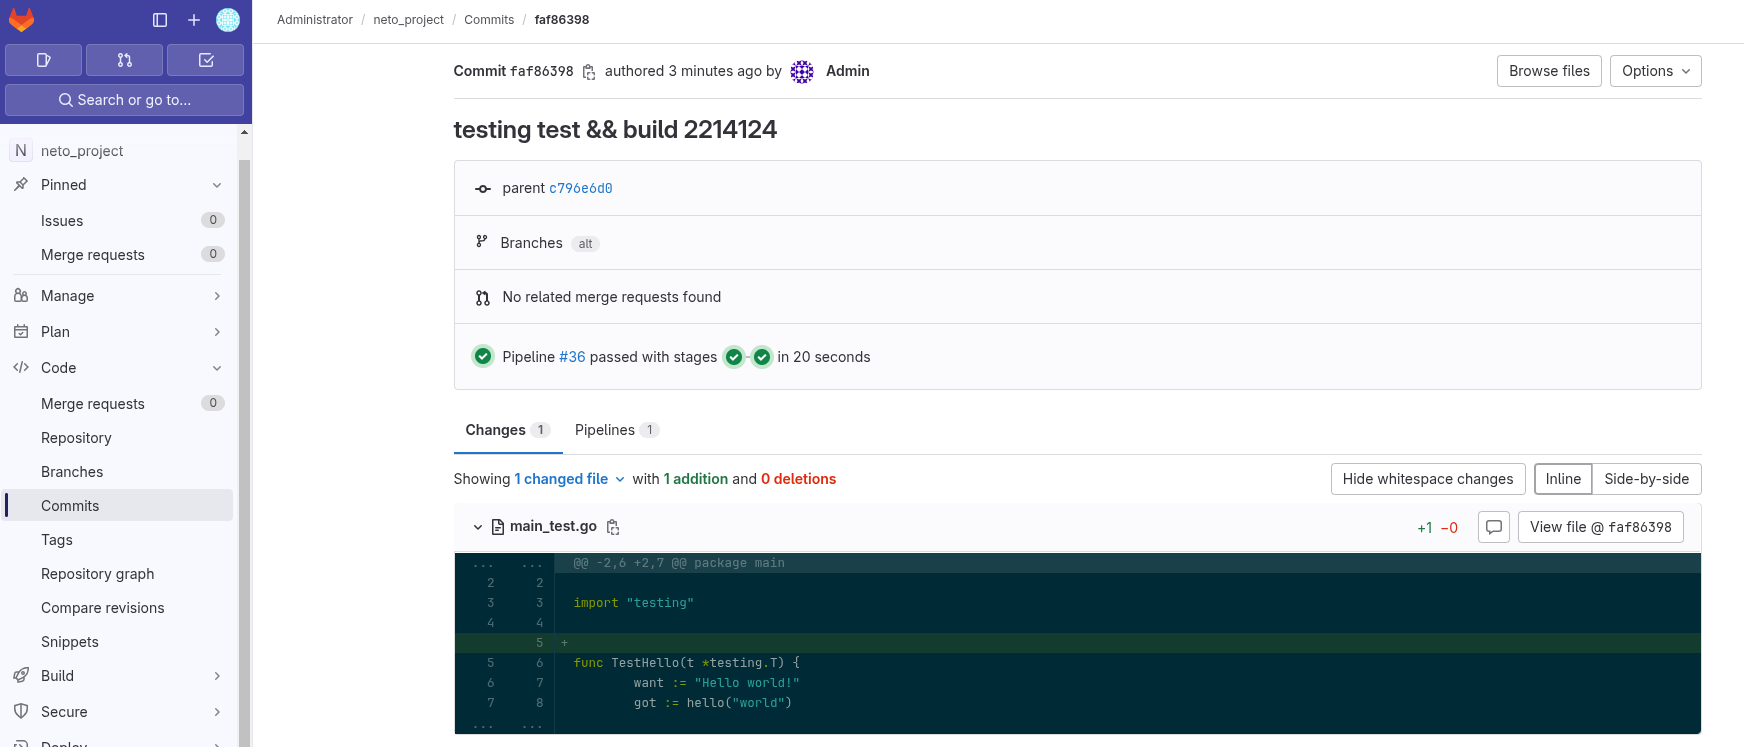 Administrator / neto_project / Commits / faf86398
Search or go to...
N neto_project
Pinned
Issues 0
Merge requests 0
Manage
Plan
Code
Merge requests 0
Repository
Branches
Commits
Tags
Repository graph
Compare revisions
Snippets
Build
Secure
Deploy
Commit faf86398 authored 3 minutes ago by Admin
Browse files Options
testing test && build 2214124
parent c796e6d0
Branches alt
No related merge requests found
Pipeline #36 passed with stages in 20 seconds
Changes 1 Pipelines 1
Showing 1 changed file with 1 addition and 0 deletions
Hide whitespace changes Inline Side-by-side
main_test.go +1 −0 View file @ faf86398
... ... @@ -2,6 +2,7 @@ package main
2 2
3 3 import "testing"
4 4
5 +
5 6 func TestHello(t *testing.T) {
6 7 want := "Hello world!"
7 8 got := hello("world")
... ...